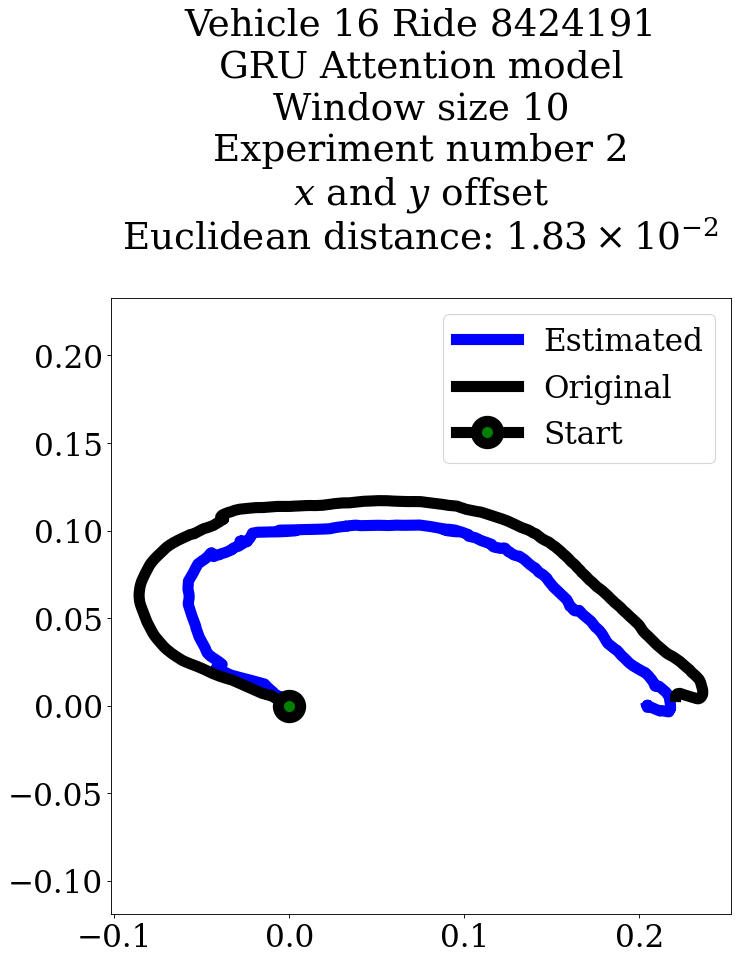 Vehicle 16 Ride 8424191
GRU Attention model
Window size 10
Experiment number 2
x and y offset
Euclidean distance: 1.83 × 10⁻²
Estimated
Original
Start
0.20
0.15
0.10
0.05
0.00
−0.05
−0.10
−0.1 0.0 0.1 0.2